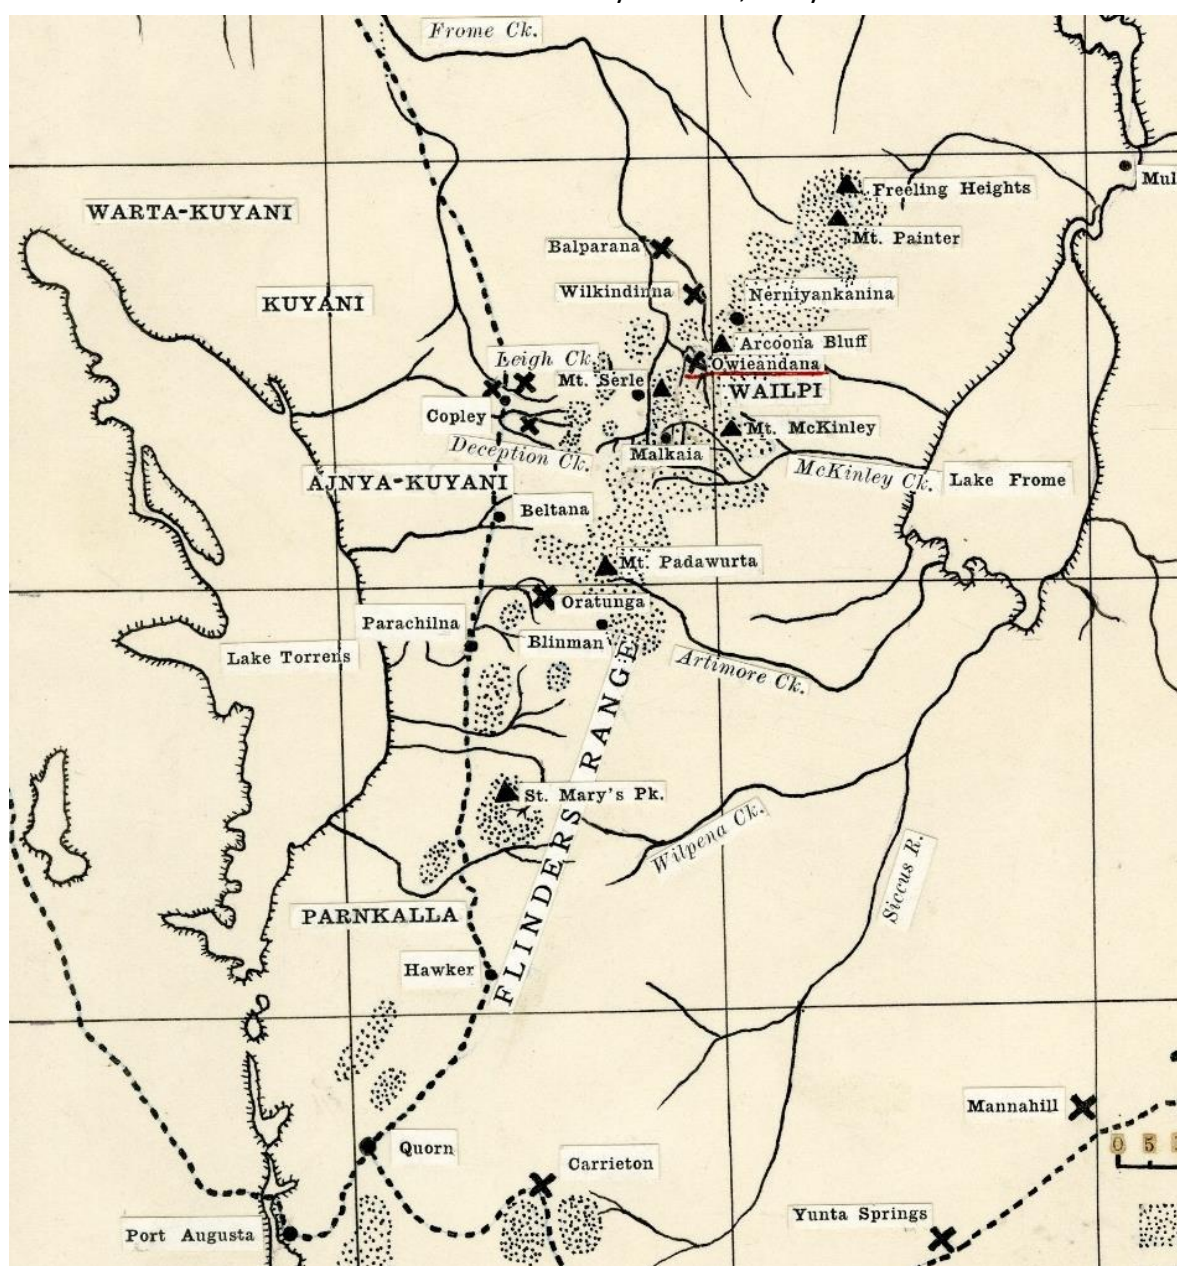 Frome Ck.
Mul
Freeling Heights
WARTA-KUYANI
Mt. Painter
Balparana
Wilkindinna
Nerniyankanina
KUYANI
Arcoona Bluff
Leigh Ck.
Owieandana
Mt. Serle
WAILPI
Copley
Mt. McKinley
Deception Ck.
Malkaia
McKinley Ck.
Lake Frome
AJNYA-KUYANI
Beltana
Mt. Padawurta
Oratunga
Parachilna
Blinman
Lake Torrens
Artimore Ck.
FLINDERS RANGE
St. Mary's Pk.
Wilpena Ck.
Siccus R.
PARNKALLA
Hawker
Mannahill
0 5
Quorn
Carrieton
Yunta Springs
Port Augusta